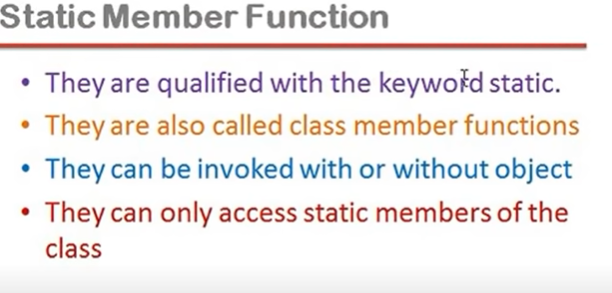 Static Member Function
• They are qualified with the keyword static.
• They are also called class member functions
• They can be invoked with or without object
• They can only access static members of the
class